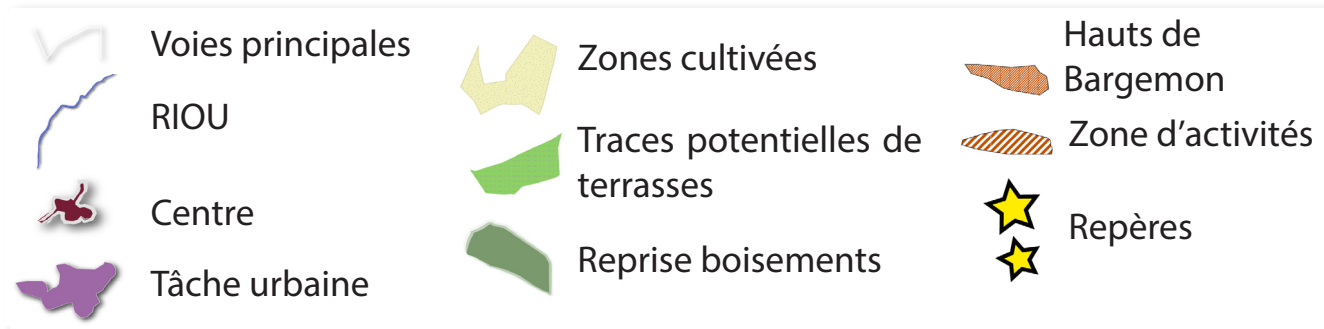 Voies principales
RIOU
Centre
Tâche urbaine
Zones cultivées
Traces potentielles de
terrasses
Reprise boisements
Hauts de
Bargemon
Zone d’activités
Repères